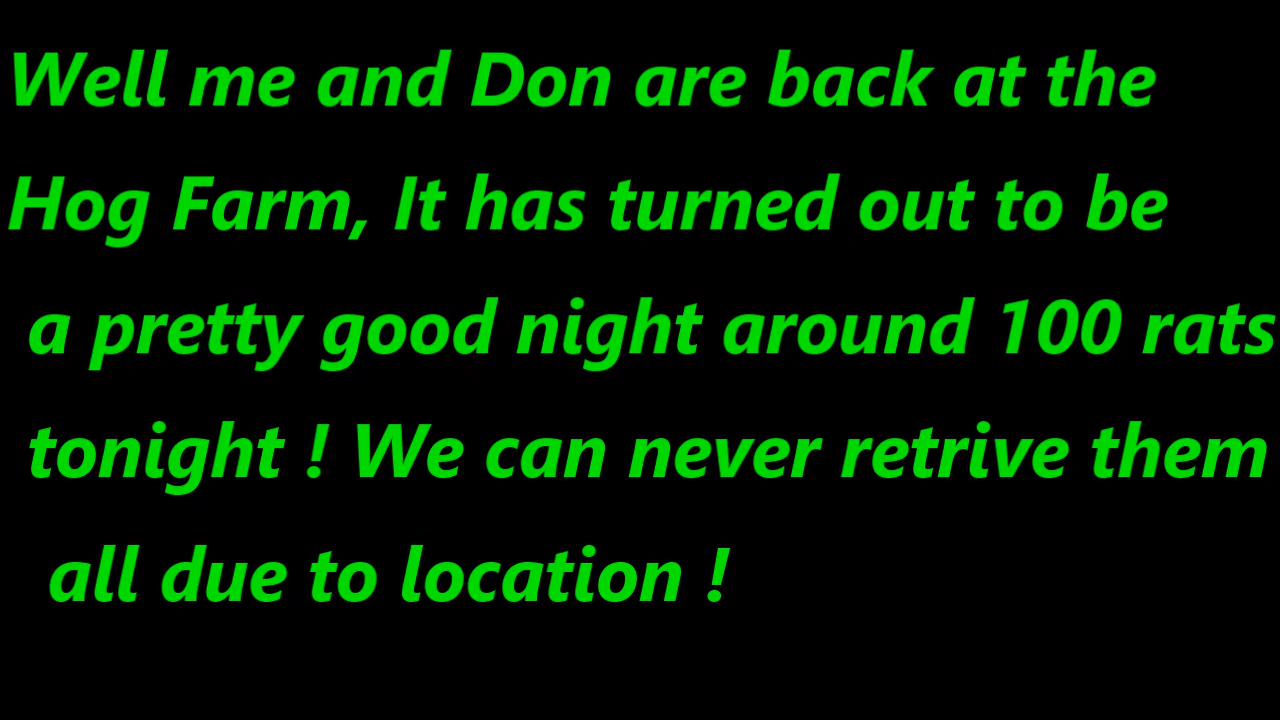 Well me and Don are back at the
Hog Farm, It has turned out to be
a pretty good night around 100 rats
tonight ! We can never retrive them
all due to location !